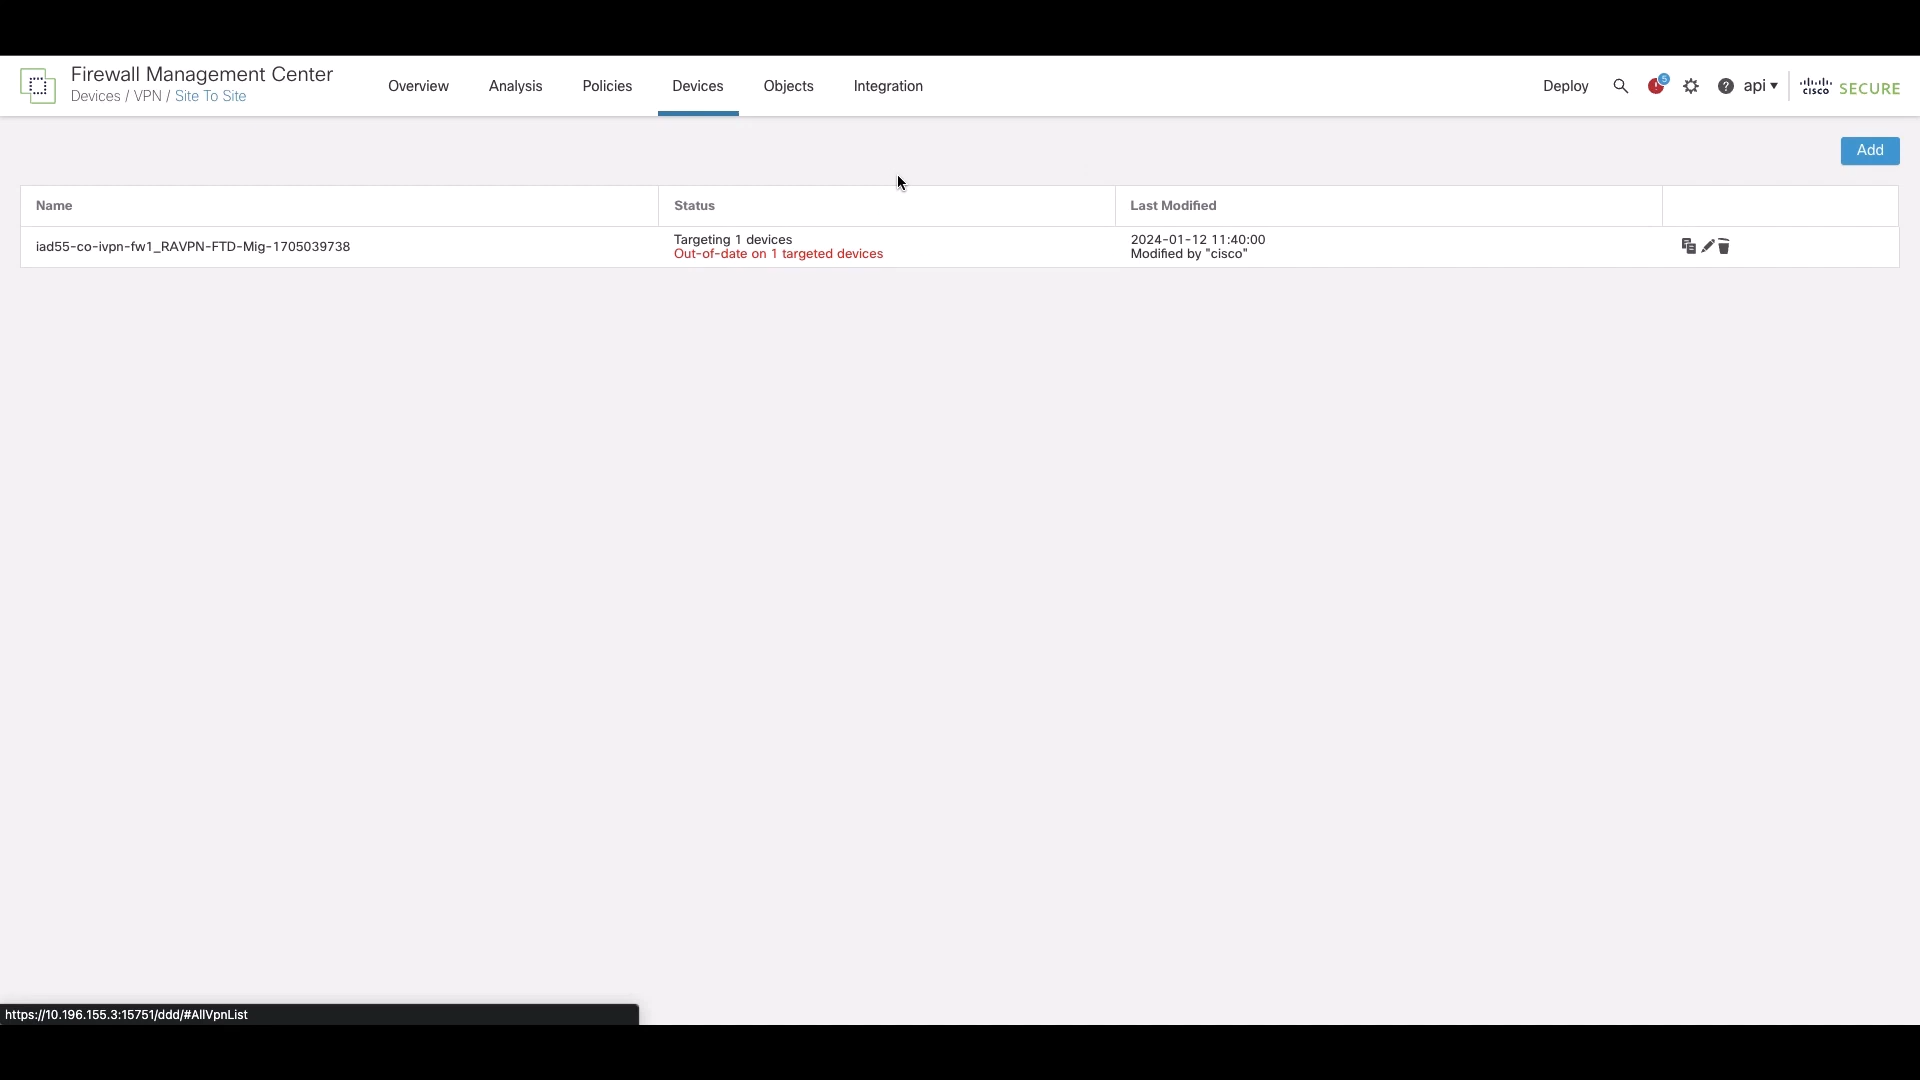 Firewall Management Center
Devices / VPN / Site To Site
Overview Analysis Policies Devices Objects Integration
Deploy 5 ? api cisco SECURE
Add
Name Status Last Modified
iad55-co-ivpn-fw1_RAVPN-FTD-Mig-1705039738
Targeting 1 devices
Out-of-date on 1 targeted devices
2024-01-12 11:40:00
Modified by "cisco"
https://10.196.155.3:15751/ddd/#AllVpnList